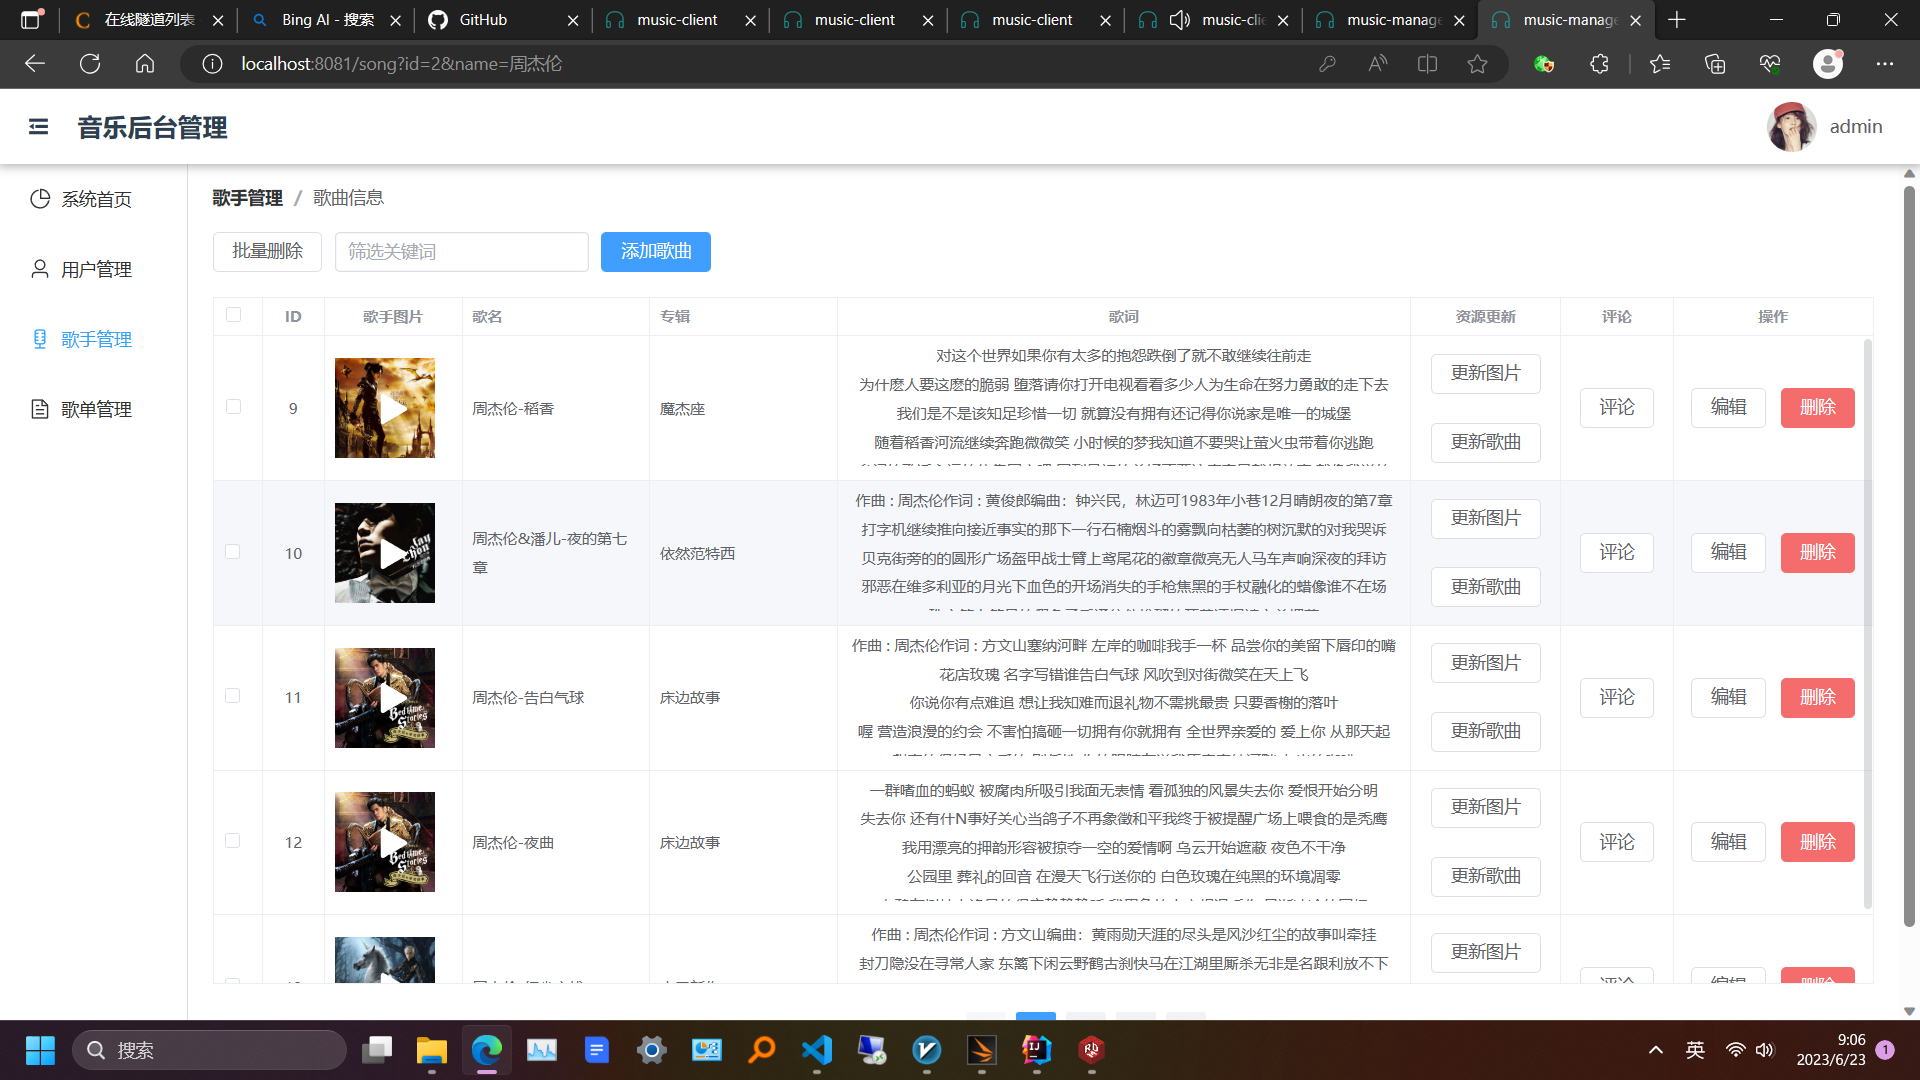 在线隧道列表
Bing AI - 搜索
GitHub
music-client
music-client
music-client
music-clie
music-manage
music-manage
localhost:8081/song?id=2&name=周杰伦
音乐后台管理
admin
系统首页
用户管理
歌手管理
歌单管理
歌手管理 / 歌曲信息
批量删除
筛选关键词
添加歌曲
ID 歌手图片 歌名 专辑 歌词 资源更新 评论 操作
9
周杰伦-稻香
魔杰座
对这个世界如果你有太多的抱怨跌倒了就不敢继续往前走
为什麽人要这麽的脆弱 堕落请你打开电视看看多少人为生命在努力勇敢的走下去
我们是不是该知足珍惜一切 就算没有拥有还记得你说家是唯一的城堡
随着稻香河流继续奔跑微微笑 小时候的梦我知道不要哭让萤火虫带着你逃跑
更新图片
更新歌曲
评论
编辑
删除
10
周杰伦&潘儿-夜的第七
章
依然范特西
作曲 : 周杰伦作词 : 黄俊郎编曲：钟兴民，林迈可1983年小巷12月晴朗夜的第7章
打字机继续推向接近事实的那下一行石楠烟斗的雾飘向枯萎的树沉默的对我哭诉
贝克街旁的的圆形广场盔甲战士臂上鸢尾花的徽章微亮无人马车声响深夜的拜访
邪恶在维多利亚的月光下血色的开场消失的手枪焦黑的手杖融化的蜡像谁不在场
更新图片
更新歌曲
评论
编辑
删除
11
周杰伦-告白气球
床边故事
作曲 : 周杰伦作词 : 方文山塞纳河畔 左岸的咖啡我手一杯 品尝你的美留下唇印的嘴
花店玫瑰 名字写错谁告白气球 风吹到对街微笑在天上飞
你说你有点难追 想让我知难而退礼物不需挑最贵 只要香榭的落叶
喔 营造浪漫的约会 不害怕搞砸一切拥有你就拥有 全世界亲爱的 爱上你 从那天起
更新图片
更新歌曲
评论
编辑
删除
12
周杰伦-夜曲
床边故事
一群嗜血的蚂蚁 被腐肉所吸引我面无表情 看孤独的风景失去你 爱恨开始分明
失去你 还有什N事好关心当鸽子不再象徵和平我终于被提醒广场上喂食的是秃鹰
我用漂亮的押韵形容被掠夺一空的爱情啊 乌云开始遮蔽 夜色不干净
公园里 葬礼的回音 在漫天飞行送你的 白色玫瑰在纯黑的环境凋零
更新图片
更新歌曲
评论
编辑
删除
作曲 : 周杰伦作词 : 方文山编曲：黄雨勋天涯的尽头是风沙红尘的故事叫牵挂
封刀隐没在寻常人家 东篱下闲云野鹤古刹快马在江湖里厮杀无非是名跟利放不下
更新图片
搜索
英
9:06
2023/6/23
1